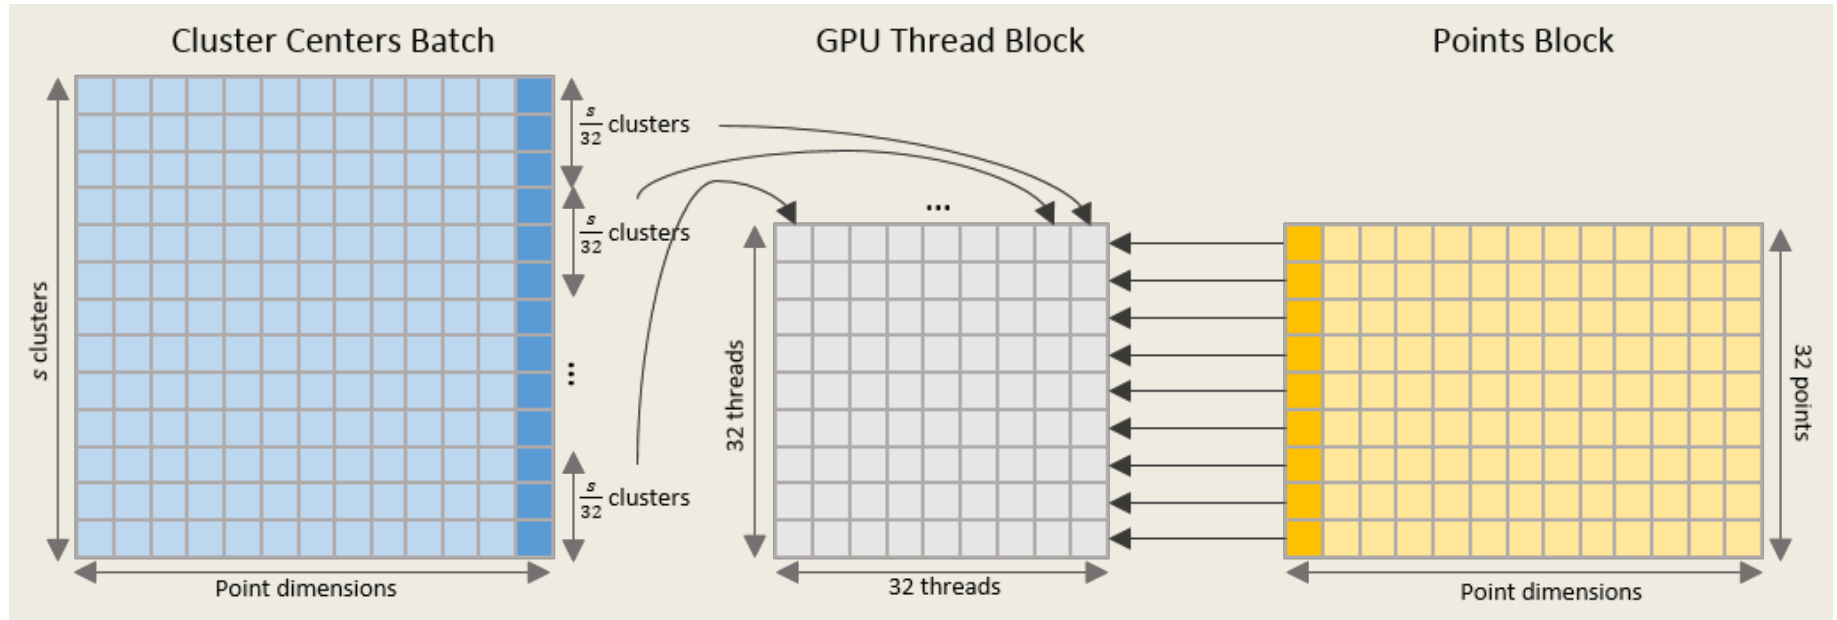 Cluster Centers Batch
GPU Thread Block
Points Block
s clusters
s/32 clusters
s/32 clusters
...
s/32 clusters
Point dimensions
...
32 threads
32 threads
32 points
Point dimensions